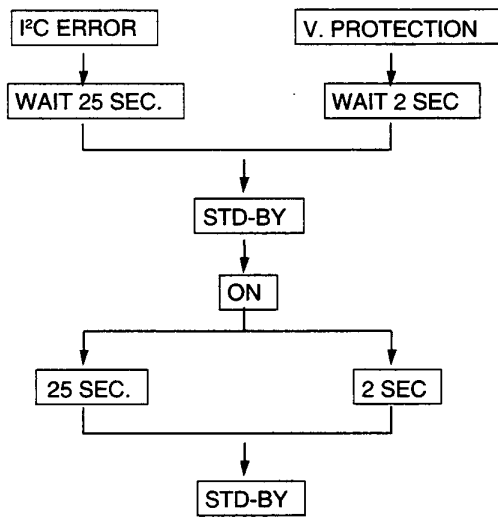 I²C ERROR
V. PROTECTION
WAIT 25 SEC.
WAIT 2 SEC
STD-BY
ON
25 SEC.
2 SEC
STD-BY